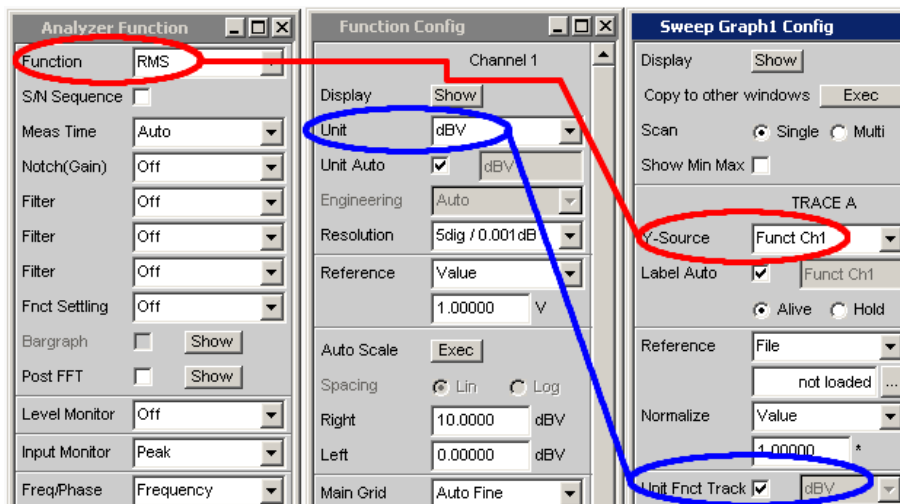 Analyzer Function
Function RMS
S/N Sequence
Meas Time Auto
Notch(Gain) Off
Filter Off
Filter Off
Filter Off
Fnct Settling Off
Bargraph Show
Post FFT Show
Level Monitor Off
Input Monitor Peak
Freq/Phase Frequency
Function Config
Channel 1
Display Show
Unit dBV
Unit Auto dBV
Engineering Auto
Resolution 5dig / 0.001dB
Reference Value
1.00000 V
Auto Scale Exec
Spacing Lin Log
Right 10.0000 dBV
Left 0.00000 dBV
Main Grid Auto Fine
Sweep Graph1 Config
Display Show
Copy to other windows Exec
Scan Single Multi
Show Min Max
TRACE A
Y-Source Funct Ch1
Label Auto Funct Ch1
Alive Hold
Reference File
not loaded ...
Normalize Value
1.00000 *
Unit Fnct Track dBV